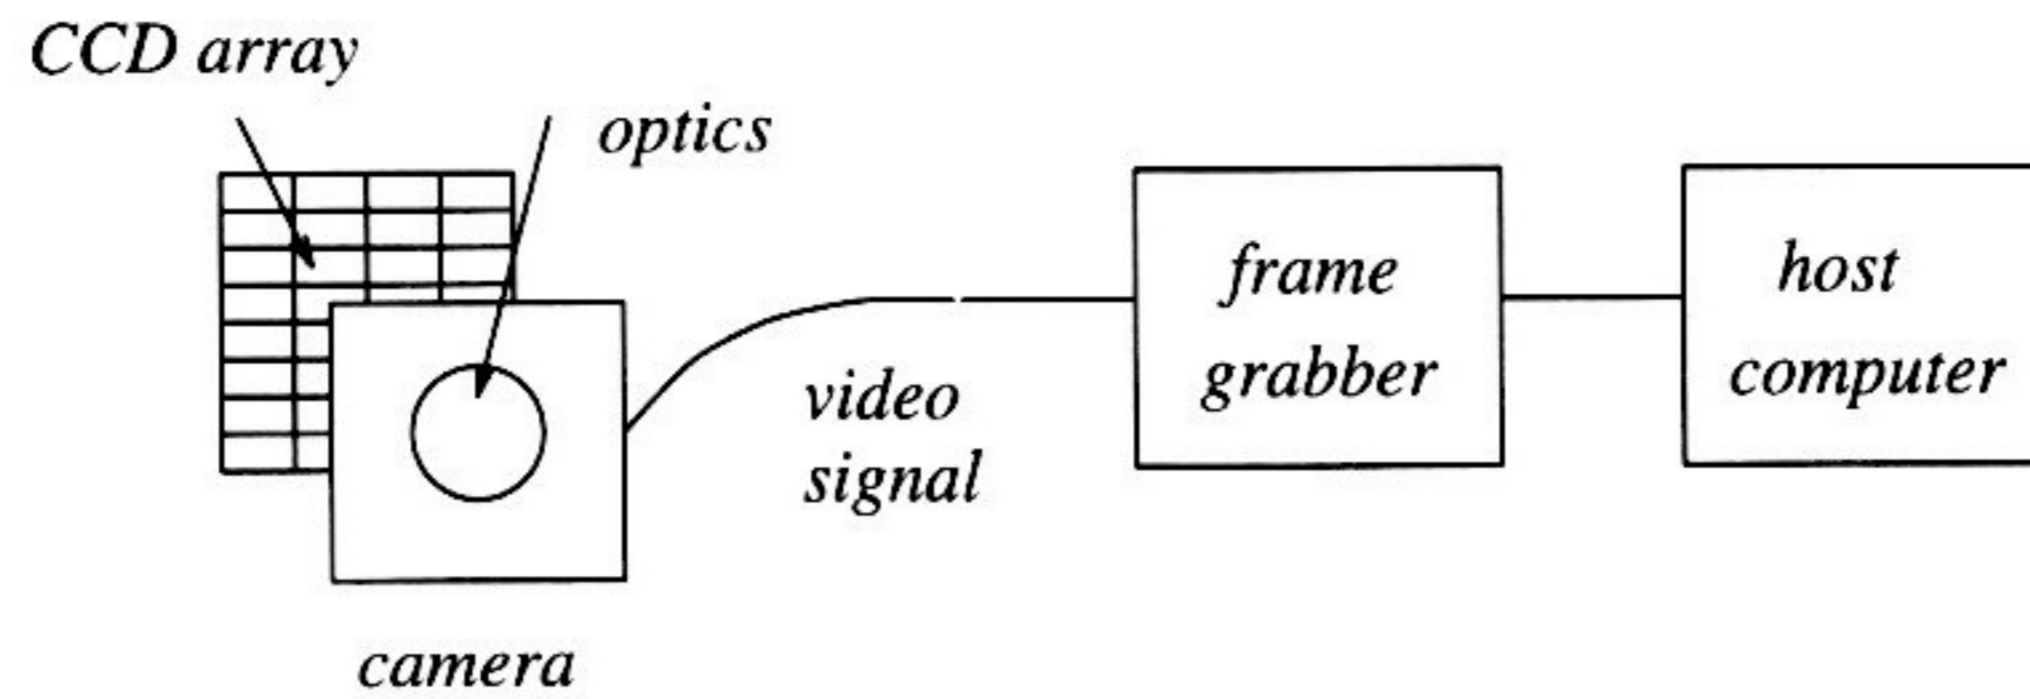 CCD array
optics
frame
grabber
host
computer
video
signal
camera